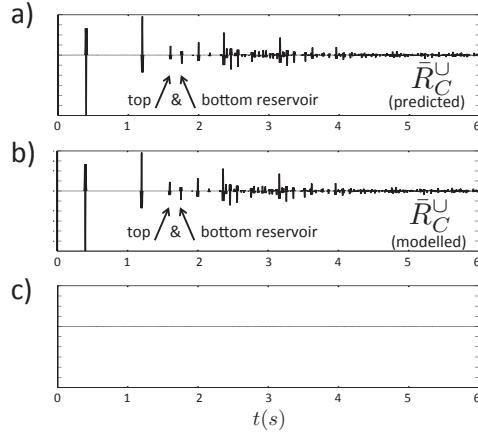 a)
R̄_C^∪
(predicted)
top & bottom reservoir
0 1 2 3 4 5 6
b)
R̄_C^∪
(modelled)
top & bottom reservoir
0 1 2 3 4 5 6
c)
0 1 2 3 4 5 6
t(s)